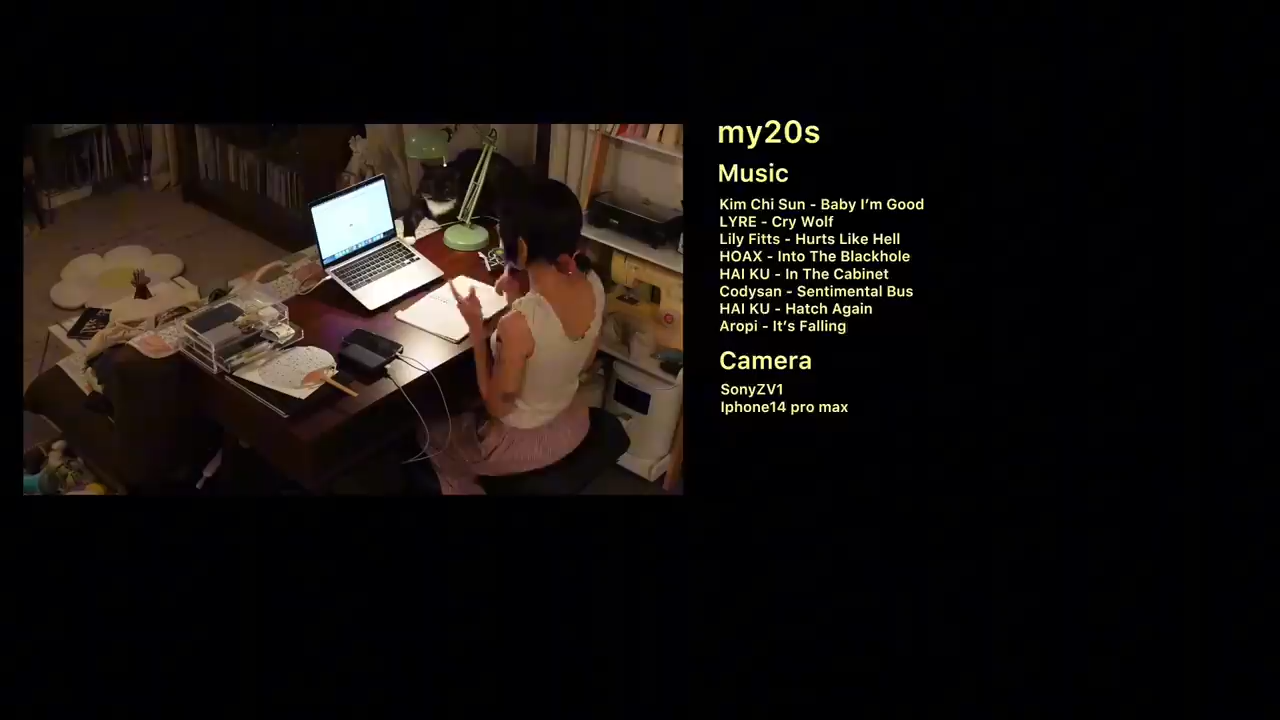 my20s
Music
Kim Chi Sun - Baby I’m Good
LYRE - Cry Wolf
Lily Fitts - Hurts Like Hell
HOAX - Into The Blackhole
HAI KU - In The Cabinet
Codysan - Sentimental Bus
HAI KU - Hatch Again
Aropi - It’s Falling
Camera
SonyZV1
Iphone14 pro max